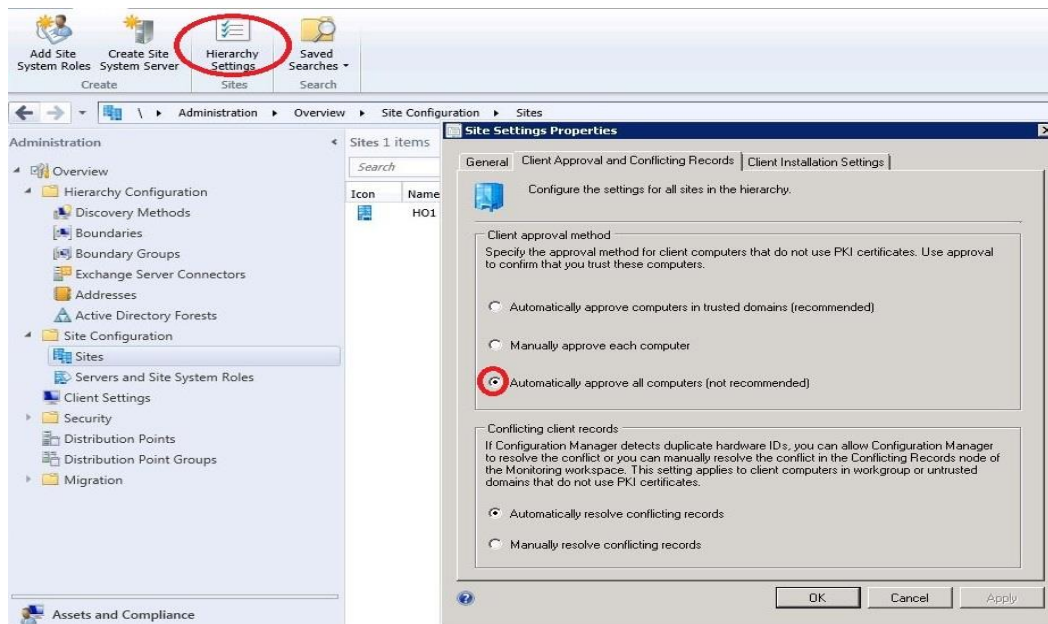 Add Site
System Roles
Create Site
System Server
Hierarchy
Settings
Saved
Searches
Create
Sites
Search
\ Administration Overview Site Configuration Sites
Administration
Overview
Hierarchy Configuration
Discovery Methods
Boundaries
Boundary Groups
Exchange Server Connectors
Addresses
Active Directory Forests
Site Configuration
Sites
Servers and Site System Roles
Client Settings
Security
Distribution Points
Distribution Point Groups
Migration
Assets and Compliance
Sites 1 items
Search
Icon Name
HO1
Site Settings Properties
General Client Approval and Conflicting Records Client Installation Settings
Configure the settings for all sites in the hierarchy.
Client approval method
Specify the approval method for client computers that do not use PKI certificates. Use approval
to confirm that you trust these computers.
Automatically approve computers in trusted domains (recommended)
Manually approve each computer
Automatically approve all computers (not recommended)
Conflicting client records
If Configuration Manager detects duplicate hardware IDs, you can allow Configuration Manager
to resolve the conflict or you can manually resolve the conflict in the Conflicting Records node of
the Monitoring workspace. This setting applies to client computers in workgroup or untrusted
domains that do not use PKI certificates.
Automatically resolve conflicting records
Manually resolve conflicting records
OK Cancel Apply